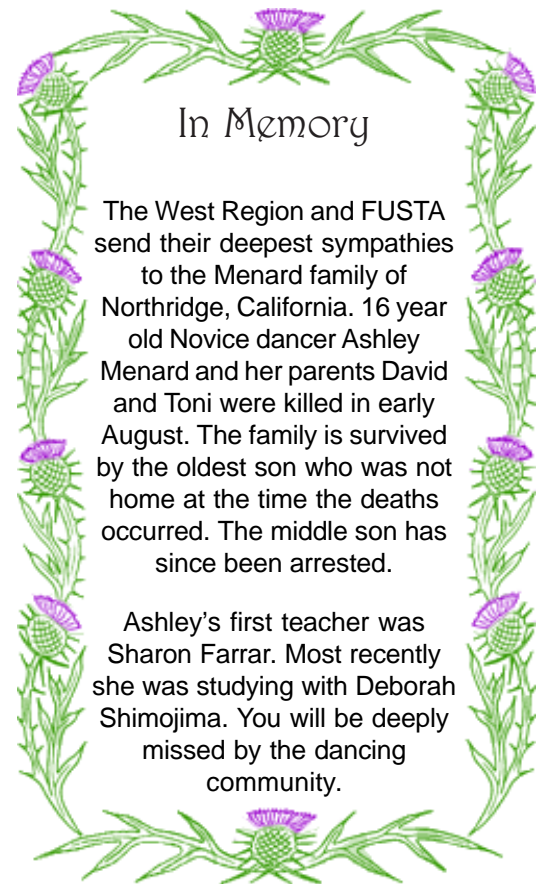 In Memory
The West Region and FUSTA
send their deepest sympathies
to the Menard family of
Northridge, California. 16 year
old Novice dancer Ashley
Menard and her parents David
and Toni were killed in early
August. The family is survived
by the oldest son who was not
home at the time the deaths
occurred. The middle son has
since been arrested.
Ashley’s first teacher was
Sharon Farrar. Most recently
she was studying with Deborah
Shimojima. You will be deeply
missed by the dancing
community.